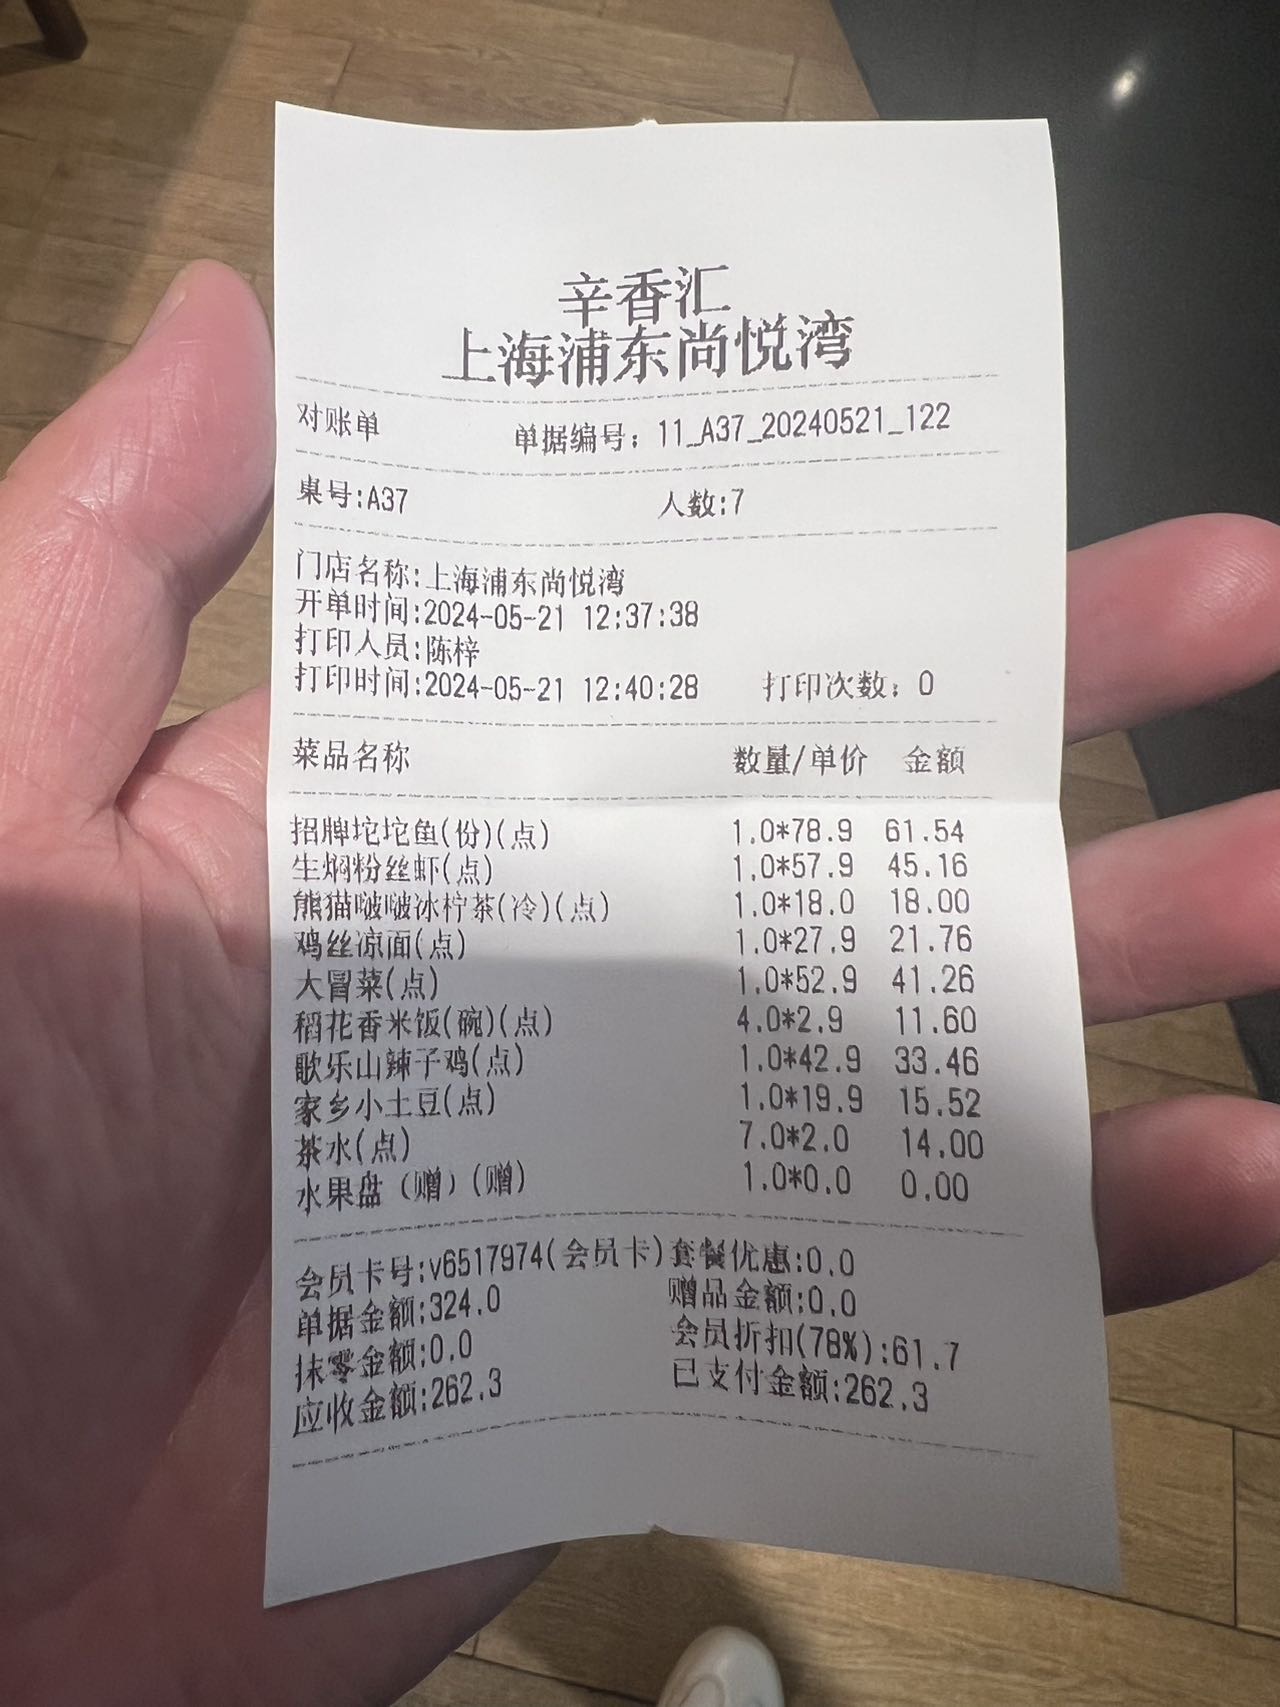 辛香汇
上海浦东尚悦湾
对账单 单据编号：11_A37_20240521_122
桌号:A37 人数:7
门店名称:上海浦东尚悦湾
开单时间:2024-05-21 12:37:38
打印人员:陈梓
打印时间:2024-05-21 12:40:28 打印次数：0
菜品名称 数量/单价 金额
招牌坨坨鱼(份)(点) 1.0*78.9 61.54
生焖粉丝虾(点) 1.0*57.9 45.16
熊猫啵啵冰柠茶(冷)(点) 1.0*18.0 18.00
鸡丝凉面(点) 1.0*27.9 21.76
大冒菜(点) 1.0*52.9 41.26
稻花香米饭(碗)(点) 4.0*2.9 11.60
歌乐山辣子鸡(点) 1.0*42.9 33.46
家乡小土豆(点) 1.0*19.9 15.52
茶水(点) 7.0*2.0 14.00
水果盘（赠）(赠) 1.0*0.0 0.00
会员卡号:v6517974(会员卡) 套餐优惠:0.0
单据金额:324.0 赠品金额:0.0
抹零金额:0.0 会员折扣(78%):61.7
应收金额:262.3 已支付金额:262.3